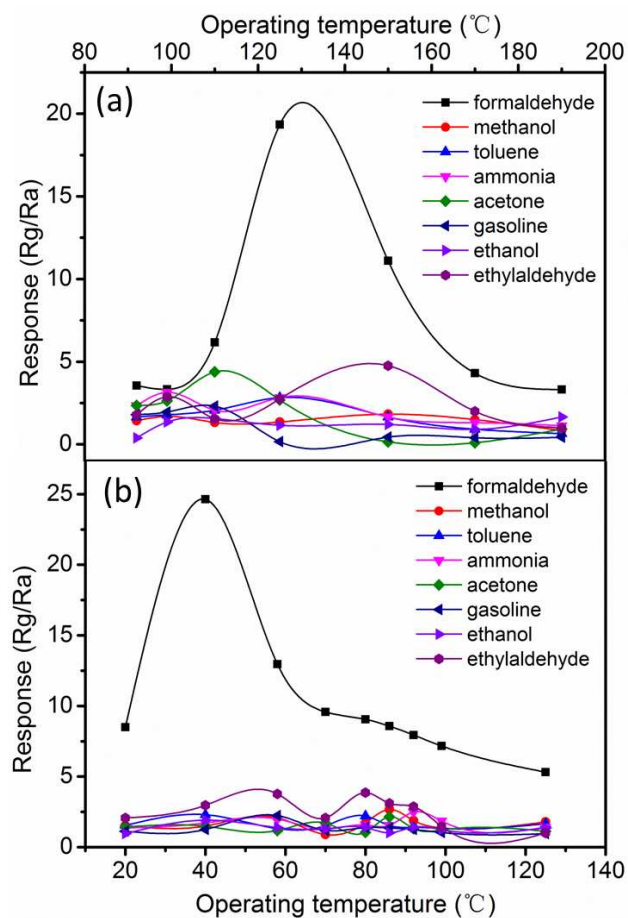 Operating temperature (℃)
80 100 120 140 160 180 200
(a)
20
15
10
5
0
Response (Rg/Ra)
formaldehyde
methanol
toluene
ammonia
acetone
gasoline
ethanol
ethylaldehyde
(b)
25
20
15
10
5
0
Response (Rg/Ra)
formaldehyde
methanol
toluene
ammonia
acetone
gasoline
ethanol
ethylaldehyde
20 40 60 80 100 120 140
Operating temperature (℃)